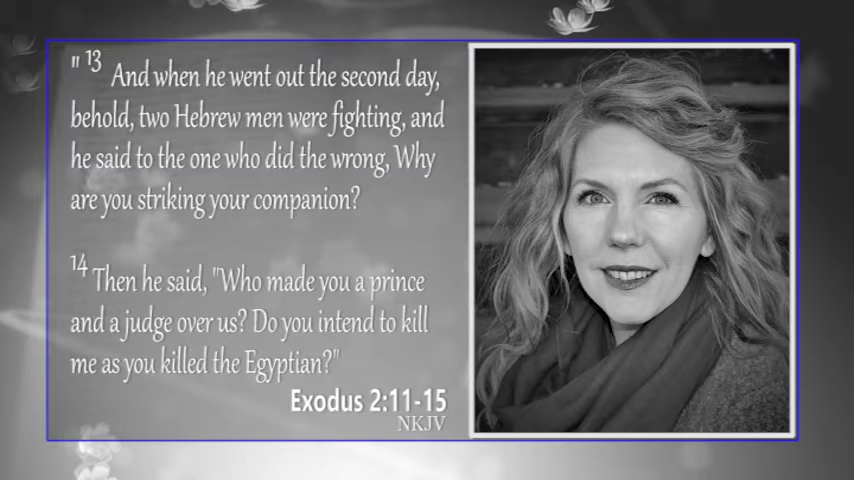 " 13 And when he went out the second day,
behold, two Hebrew men were fighting, and
he said to the one who did the wrong, Why
are you striking your companion?
14 Then he said, "Who made you a prince
and a judge over us? Do you intend to kill
me as you killed the Egyptian?"
Exodus 2:11-15
NKJV